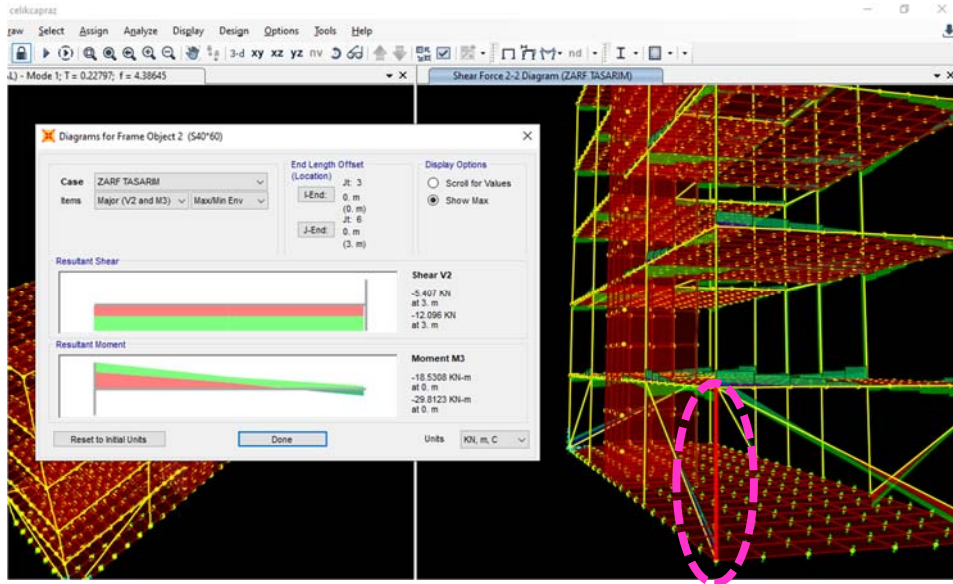 celikcapraz
raw Select Assign Analyze Display Design Options Tools Help
3-d xy xz yz nv nd
AL) - Mode 1; T = 0.22797; f = 4.38645
Shear Force 2-2 Diagram (ZARF TASARIM)
Diagrams for Frame Object 2 (S40*60)
Case ZARF TASARIM
Items Major (V2 and M3) Max/Min Env
End Length Offset
(Location)
I-End: Jt: 3
0. m
(0. m)
J-End: Jt: 6
0. m
(3. m)
Display Options
Scroll for Values
Show Max
Resultant Shear
Shear V2
-5.407 KN
at 3. m
-12.096 KN
at 3. m
Resultant Moment
Moment M3
-18.5308 KN-m
at 0. m
-29.8123 KN-m
at 0. m
Reset to Initial Units
Done
Units KN, m, C